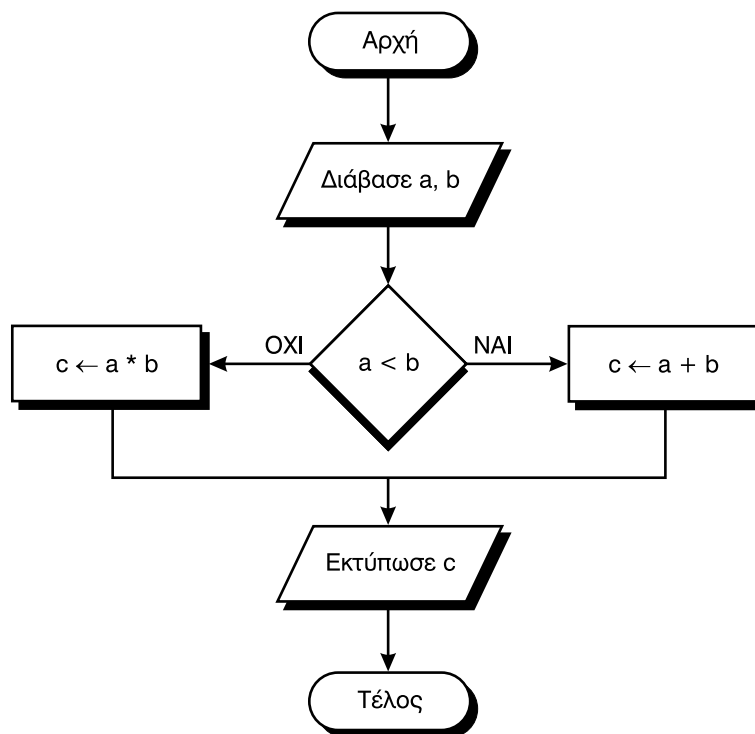 Αρχή
Διάβασε a, b
ΟΧΙ
a < b
ΝΑΙ
c ← a * b
c ← a + b
Εκτύπωσε c
Τέλος